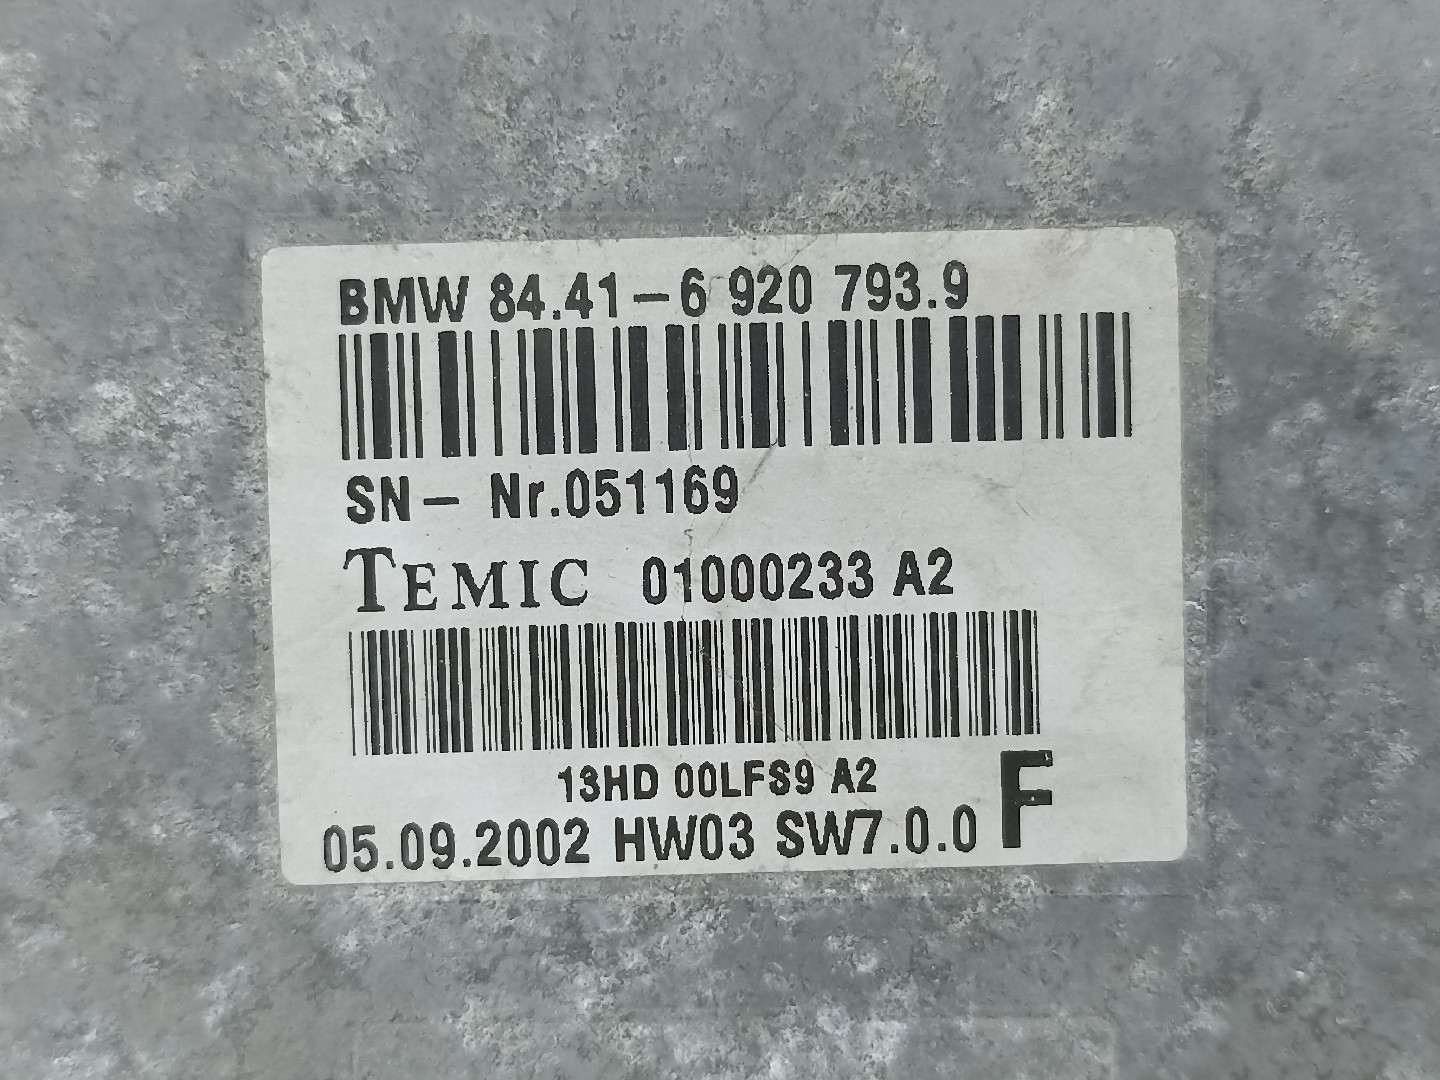 BMW 84.41-6 920 793.9
SN- Nr.051169
TEMIC 01000233 A2
13HD 00LFS9 A2
05.09.2002 HW03 SW7.0.0 F